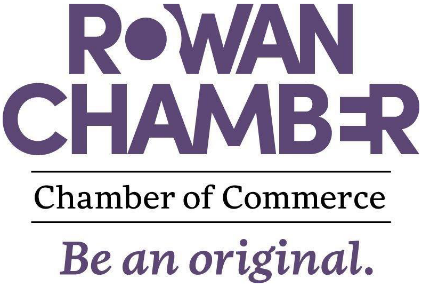 ROWAN
CHAMBER
Chamber of Commerce
Be an original.